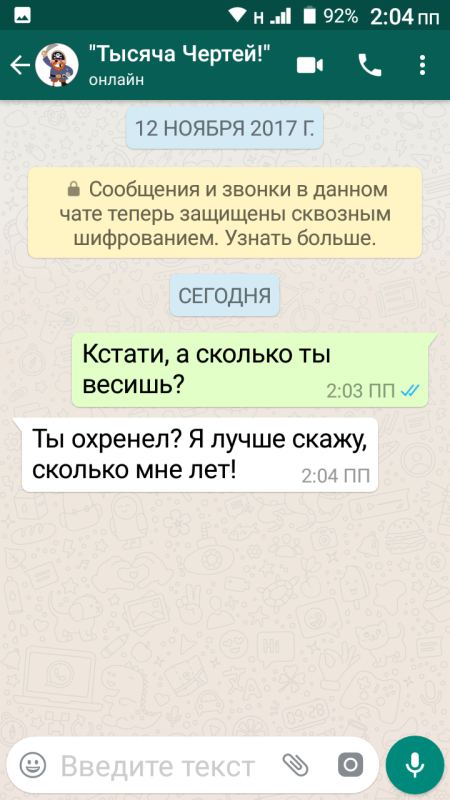 н 92% 2:04 пп
"Тысяча Чертей!"
онлайн
12 НОЯБРЯ 2017 Г.
Сообщения и звонки в данном
чате теперь защищены сквозным
шифрованием. Узнать больше.
СЕГОДНЯ
Кстати, а сколько ты
весишь?
2:03 ПП
Ты охренел? Я лучше скажу,
сколько мне лет!
2:04 ПП
Введите текст